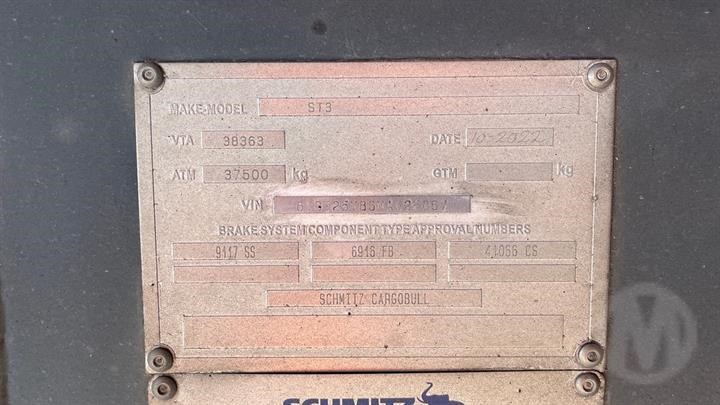 MAKE-MODEL ST3
VTA 38363 DATE 10-2022
ATM 37500 kg GTM kg
VIN
BRAKE SYSTEM COMPONENT TYPE APPROVAL NUMBERS
9117 SS 6916 FB 41066 CS
SCHMITZ CARGOBULL
SCHMITZ